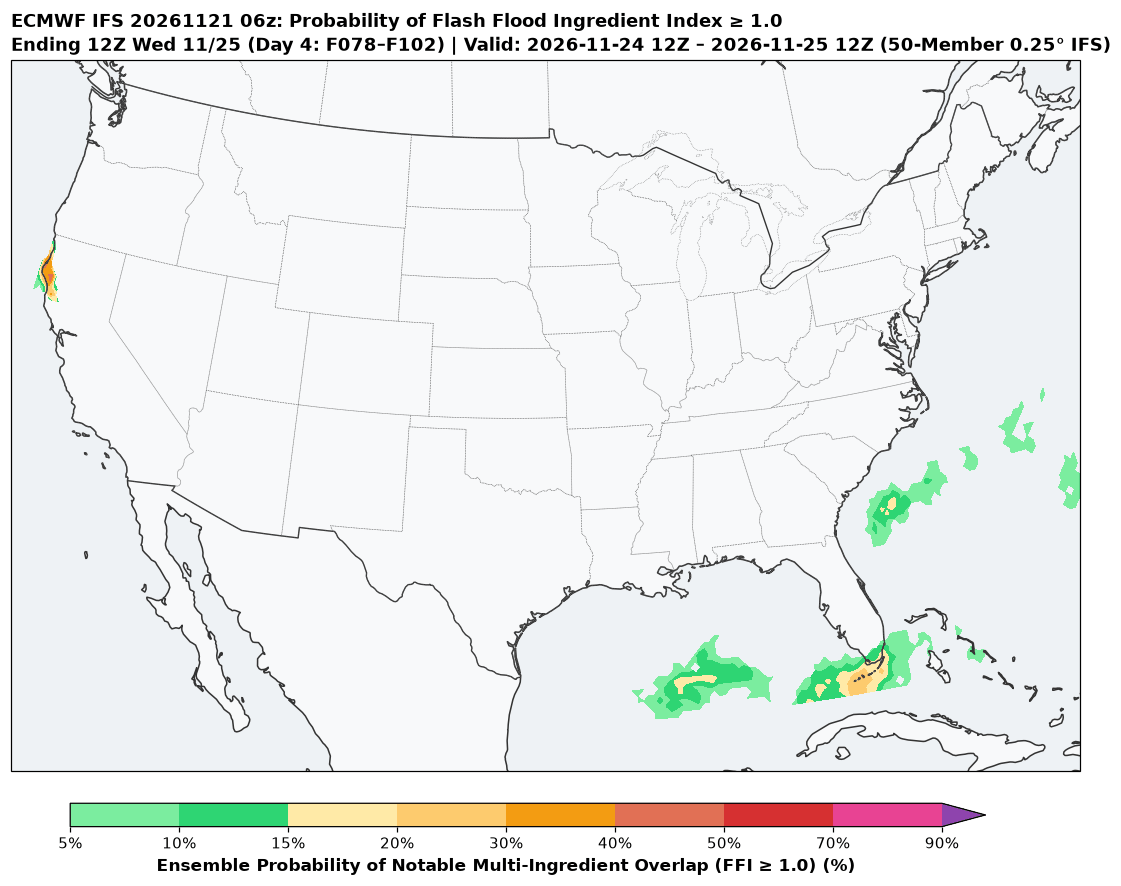 ECMWF IFS 20261121 06z: Probability of Flash Flood Ingredient Index ≥ 1.0
Ending 12Z Wed 11/25 (Day 4: F078–F102) | Valid: 2026-11-24 12Z – 2026-11-25 12Z (50-Member 0.25° IFS)
5% 10% 15% 20% 30% 40% 50% 70% 90%
Ensemble Probability of Notable Multi-Ingredient Overlap (FFI ≥ 1.0) (%)